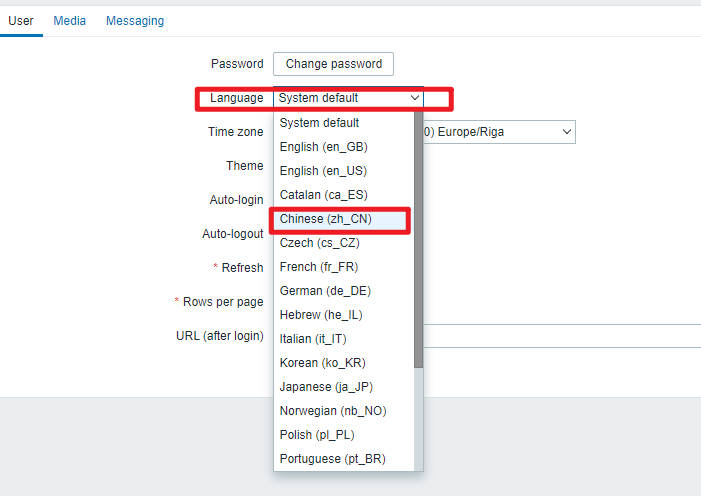 User Media Messaging
Password Change password
Language System default
System default
Time zone 0) Europe/Riga
English (en_GB)
Theme English (en_US)
Auto-login Catalan (ca_ES)
Chinese (zh_CN)
Auto-logout Czech (cs_CZ)
* Refresh French (fr_FR)
German (de_DE)
* Rows per page
Hebrew (he_IL)
URL (after login) Italian (it_IT)
Korean (ko_KR)
Japanese (ja_JP)
Norwegian (nb_NO)
Polish (pl_PL)
Portuguese (pt_BR)